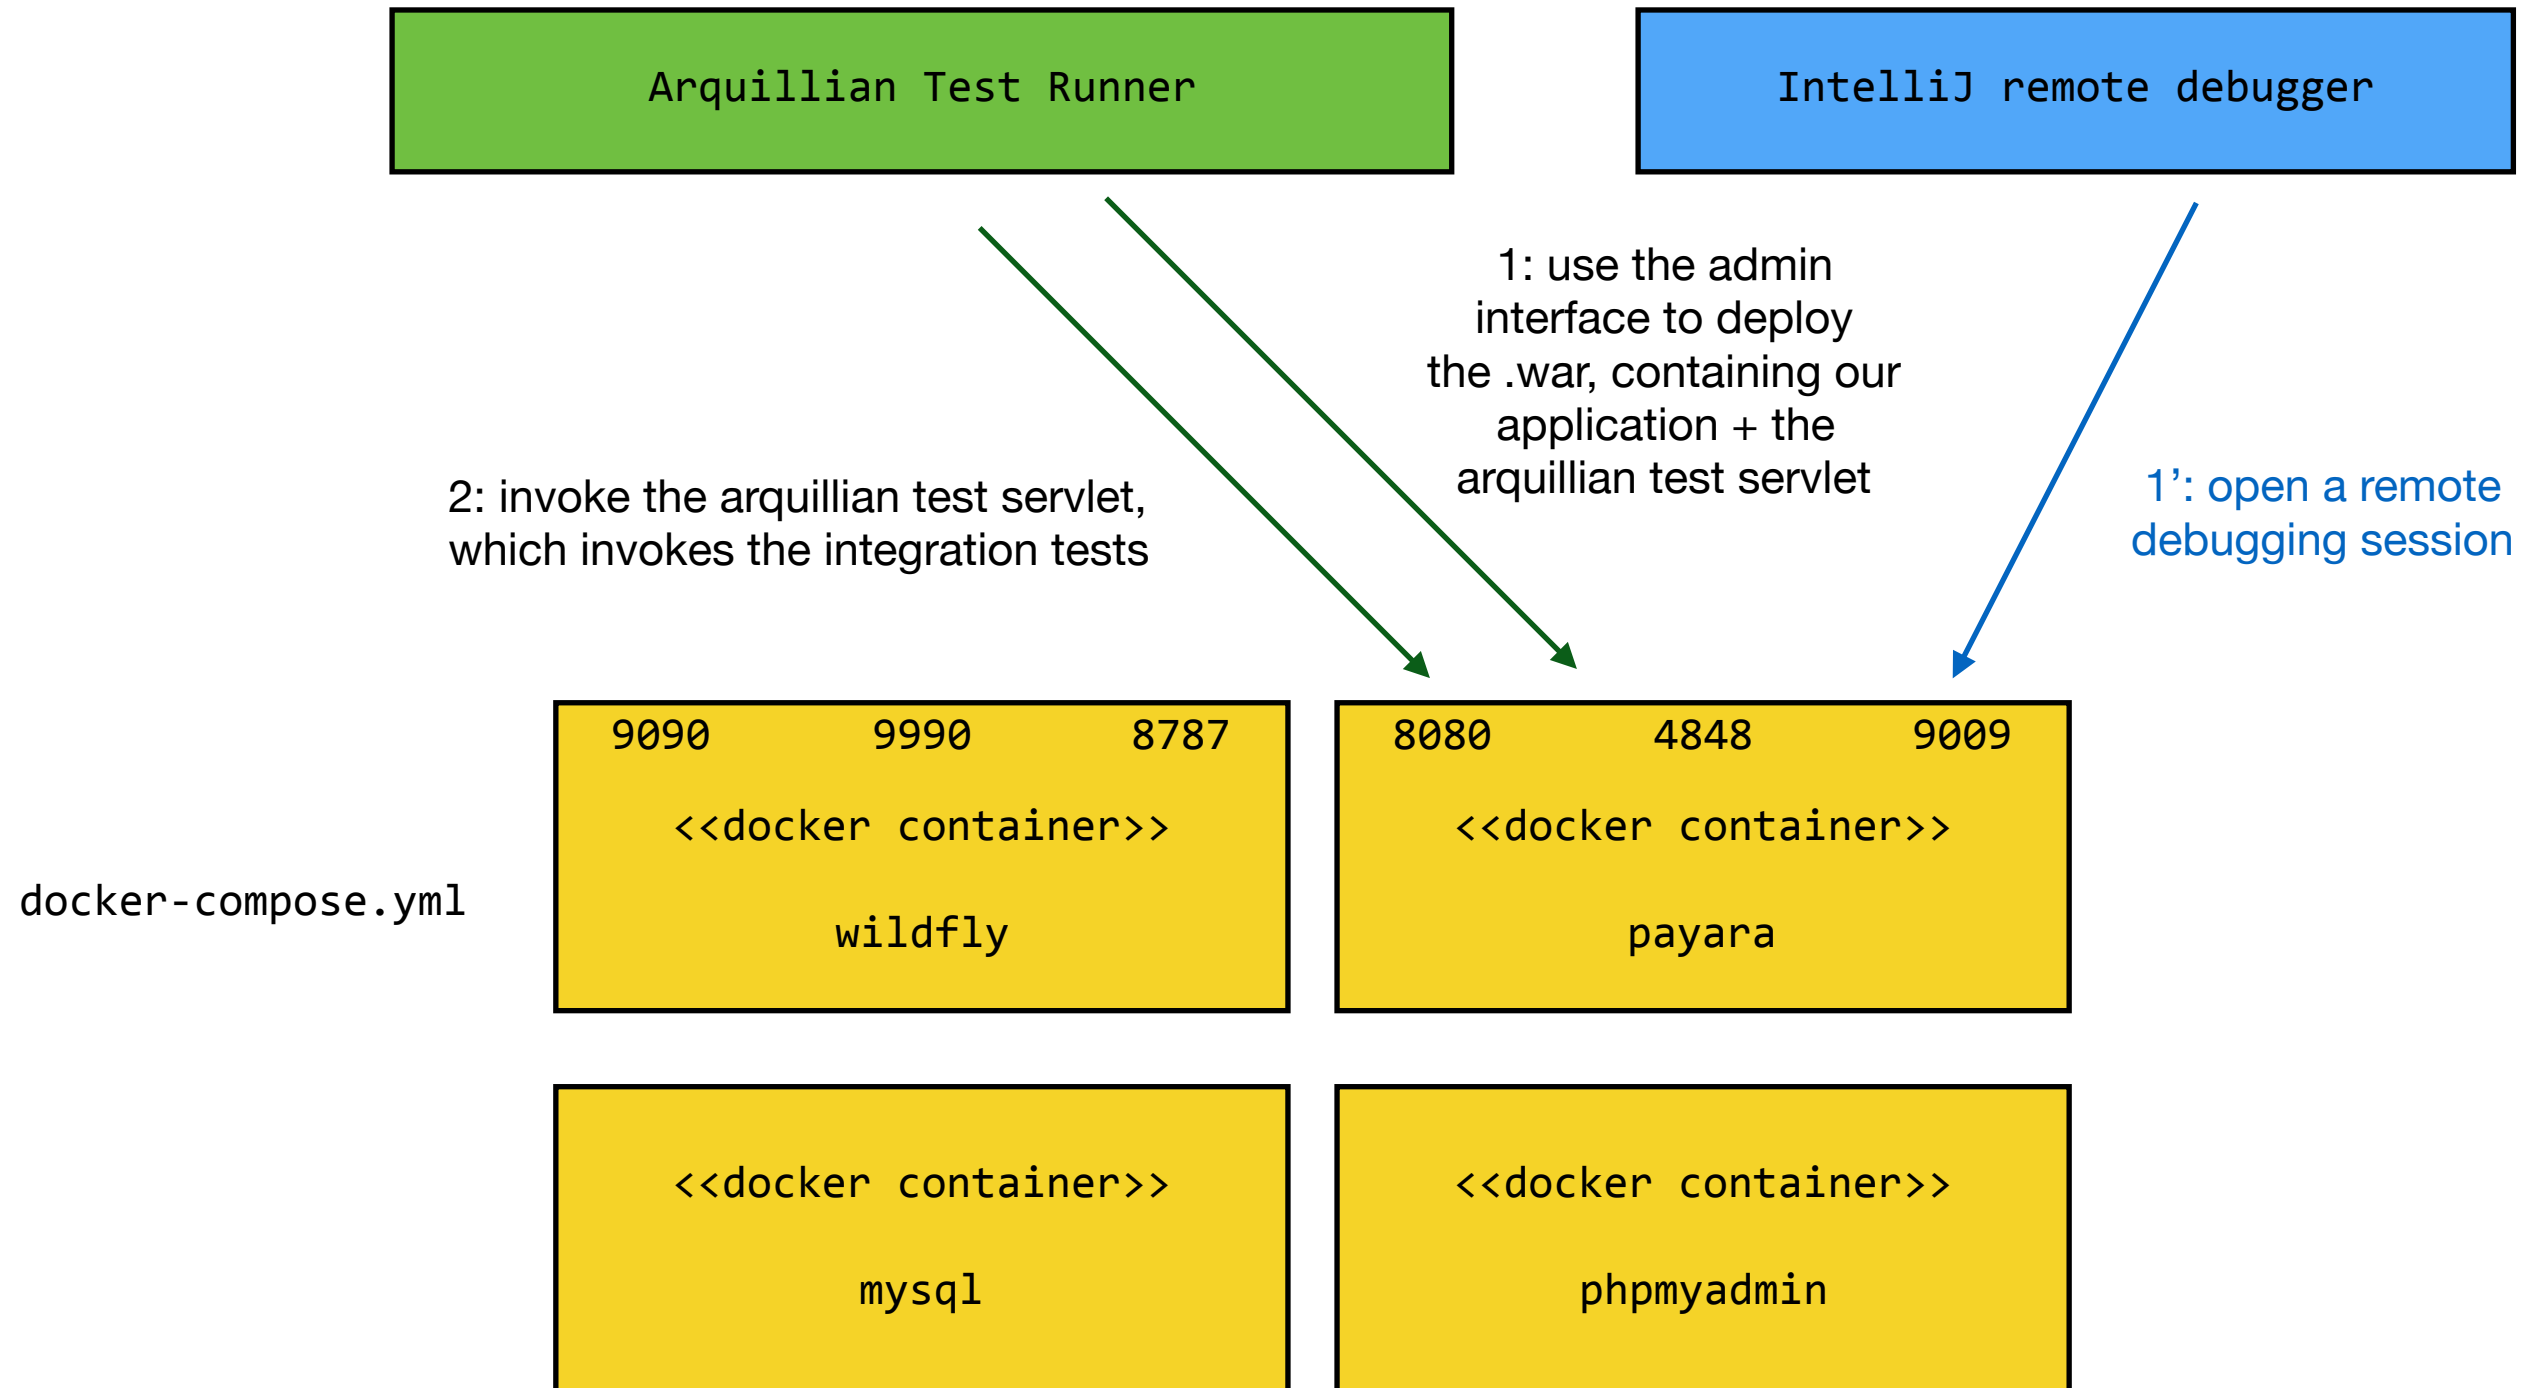 Arquillian Test Runner
IntelliJ remote debugger
1: use the admin
interface to deploy
the .war, containing our
application + the
arquillian test servlet
2: invoke the arquillian test servlet,
which invokes the integration tests
1’: open a remote
debugging session
9090 9990 8787
<<docker container>>
wildfly
8080 4848 9009
<<docker container>>
payara
docker-compose.yml
<<docker container>>
mysql
<<docker container>>
phpmyadmin